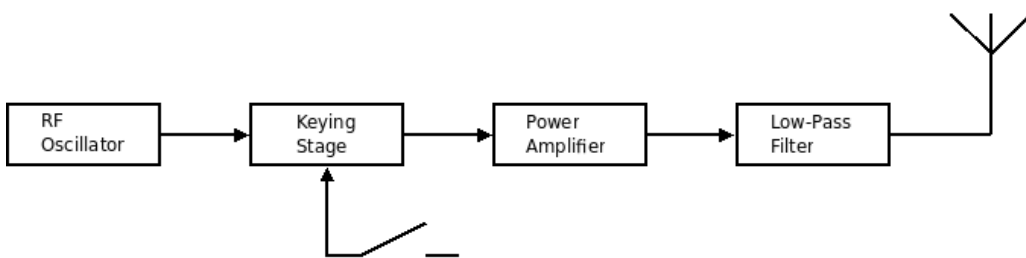 RF
Oscillator
Keying
Stage
Power
Amplifier
Low-Pass
Filter